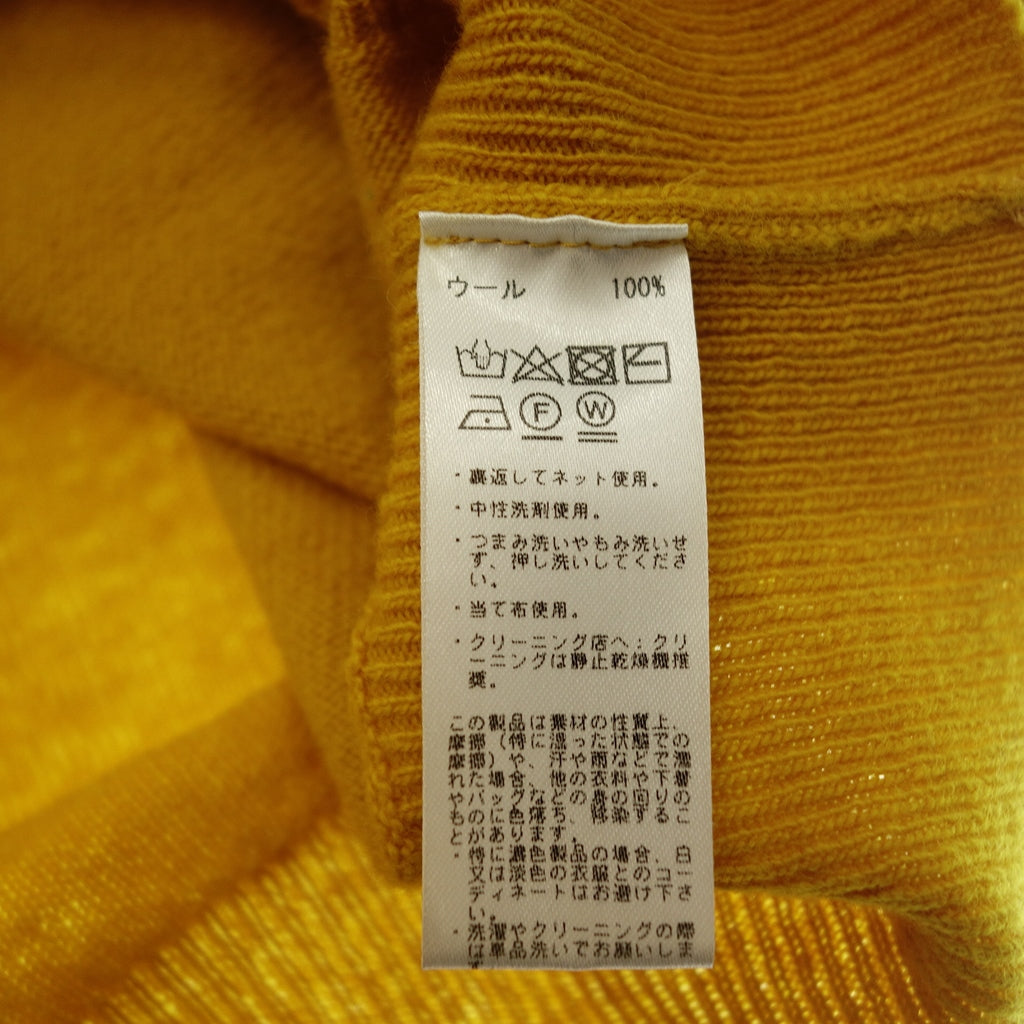 ウール 100%
F W
・裏返してネット使用。
・中性洗剤使用。
・つまみ洗いやもみ洗いせ
ず、押し洗いしてくださ
い。
・当て布使用。
・クリーニング店へ:クリ
ーニングは静止乾燥機推
奨。
この製品は素材の性質上、
摩擦(特に湿った状態での
摩擦)や、汗や雨などで濡
れた場合、他の衣料や下着
やバッグなどの身の回りの
ものに色落ち、移染するこ
とがあります。
・特に濃色製品の場合、白
又は淡色の衣服とのコー
ディネートはお避け下さ
い。
・洗濯やクリーニングの際
は単品洗いでお願いしま
す